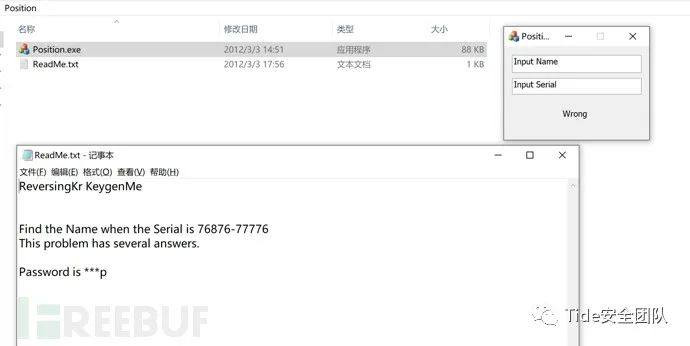 Position
名称
修改日期
类型
大小
Position.exe
2012/3/3 14:51
应用程序
88 KB
ReadMe.txt
2012/3/3 17:56
文本文档
1 KB
Positi...
Input Name
Input Serial
Wrong
ReadMe.txt - 记事本
文件(F) 编辑(E) 格式(O) 查看(V) 帮助(H)
ReversingKr KeygenMe
Find the Name when the Serial is 76876-77776
This problem has several answers.
Password is ***p
FREEBUF
Tide安全团队